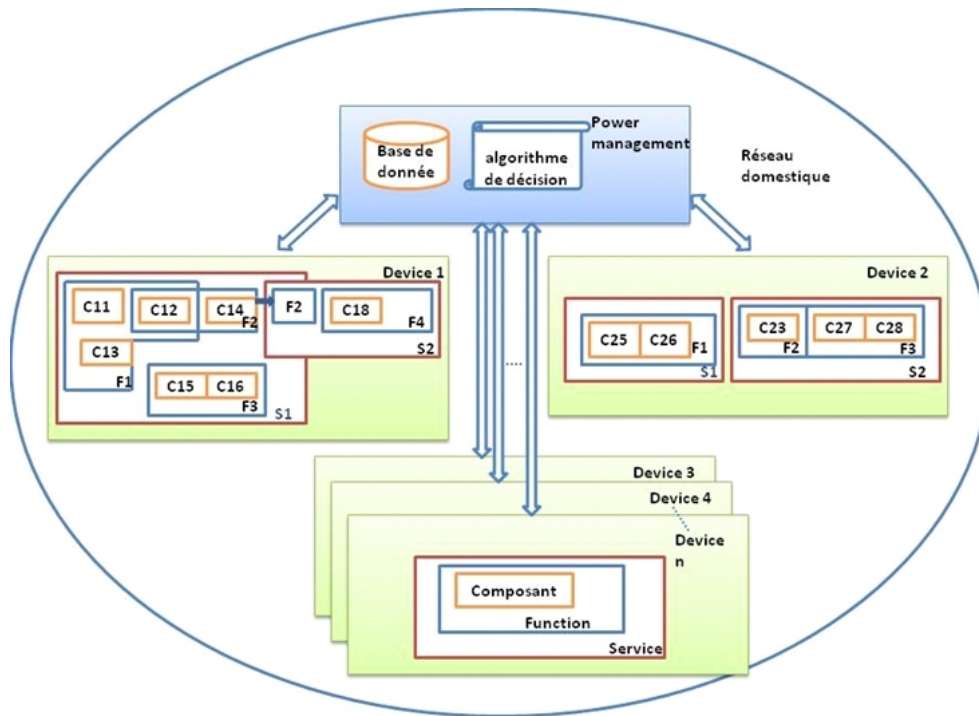 Power
management
Base de
donnée
algorithme
de décision
Réseau
domestique
Device 1
C11
C12
C14
F2
F2
C18
F4
S2
C13
F1
C15
C16
F3
S1
Device 2
C25
C26
F1
S1
C23
F2
C27
C28
F3
S2
.....
Device 3
Device 4
Device
n
Composant
Function
Service